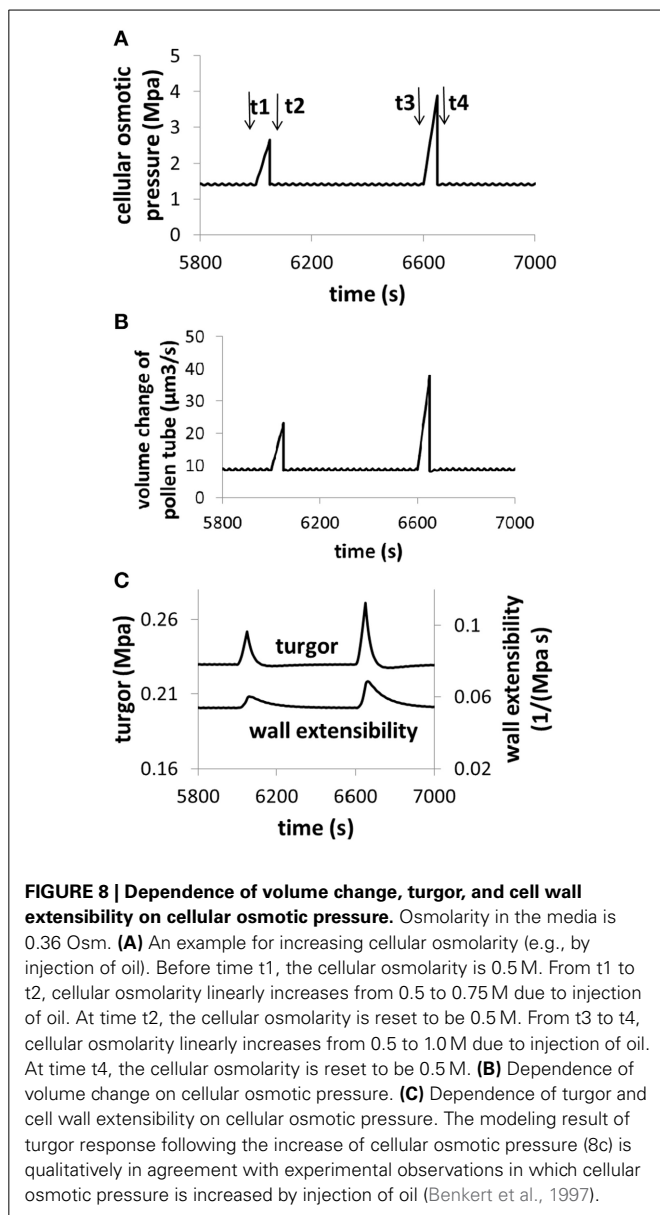 A
cellular osmotic
pressure (Mpa)
5
4
3
2
1
0
t1
t2
t3
t4
5800
6200
6600
7000
time (s)
B
volume change of
pollen tube (µm3/s)
50
40
30
20
10
0
5800
6200
6600
7000
time (s)
C
turgor (Mpa)
0.26
0.21
0.16
turgor
wall extensibility
0.1
0.06
0.02
wall extensibility
(1/(Mpa s)
5800
6200
6600
7000
time (s)
FIGURE 8 | Dependence of volume change, turgor, and cell wall
extensibility on cellular osmotic pressure. Osmolarity in the media is
0.36 Osm. (A) An example for increasing cellular osmolarity (e.g., by
injection of oil). Before time t1, the cellular osmolarity is 0.5 M. From t1 to
t2, cellular osmolarity linearly increases from 0.5 to 0.75 M due to injection
of oil. At time t2, the cellular osmolarity is reset to be 0.5 M. From t3 to t4,
cellular osmolarity linearly increases from 0.5 to 1.0 M due to injection of oil.
At time t4, the cellular osmolarity is reset to be 0.5 M. (B) Dependence of
volume change on cellular osmotic pressure. (C) Dependence of turgor and
cell wall extensibility on cellular osmotic pressure. The modeling result of
turgor response following the increase of cellular osmotic pressure (8c) is
qualitatively in agreement with experimental observations in which cellular
osmotic pressure is increased by injection of oil (Benkert et al., 1997).